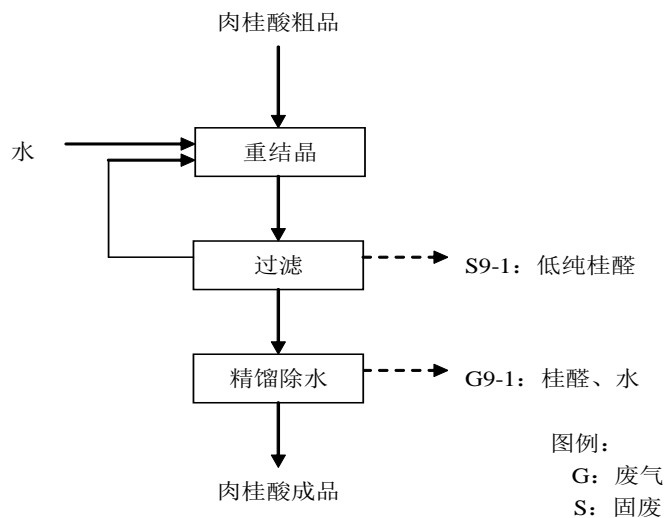 肉桂酸粗品
水
重结晶
过滤
S9-1：低纯桂醛
精馏除水
G9-1：桂醛、水
图例：
G：废气
肉桂酸成品
S：固废